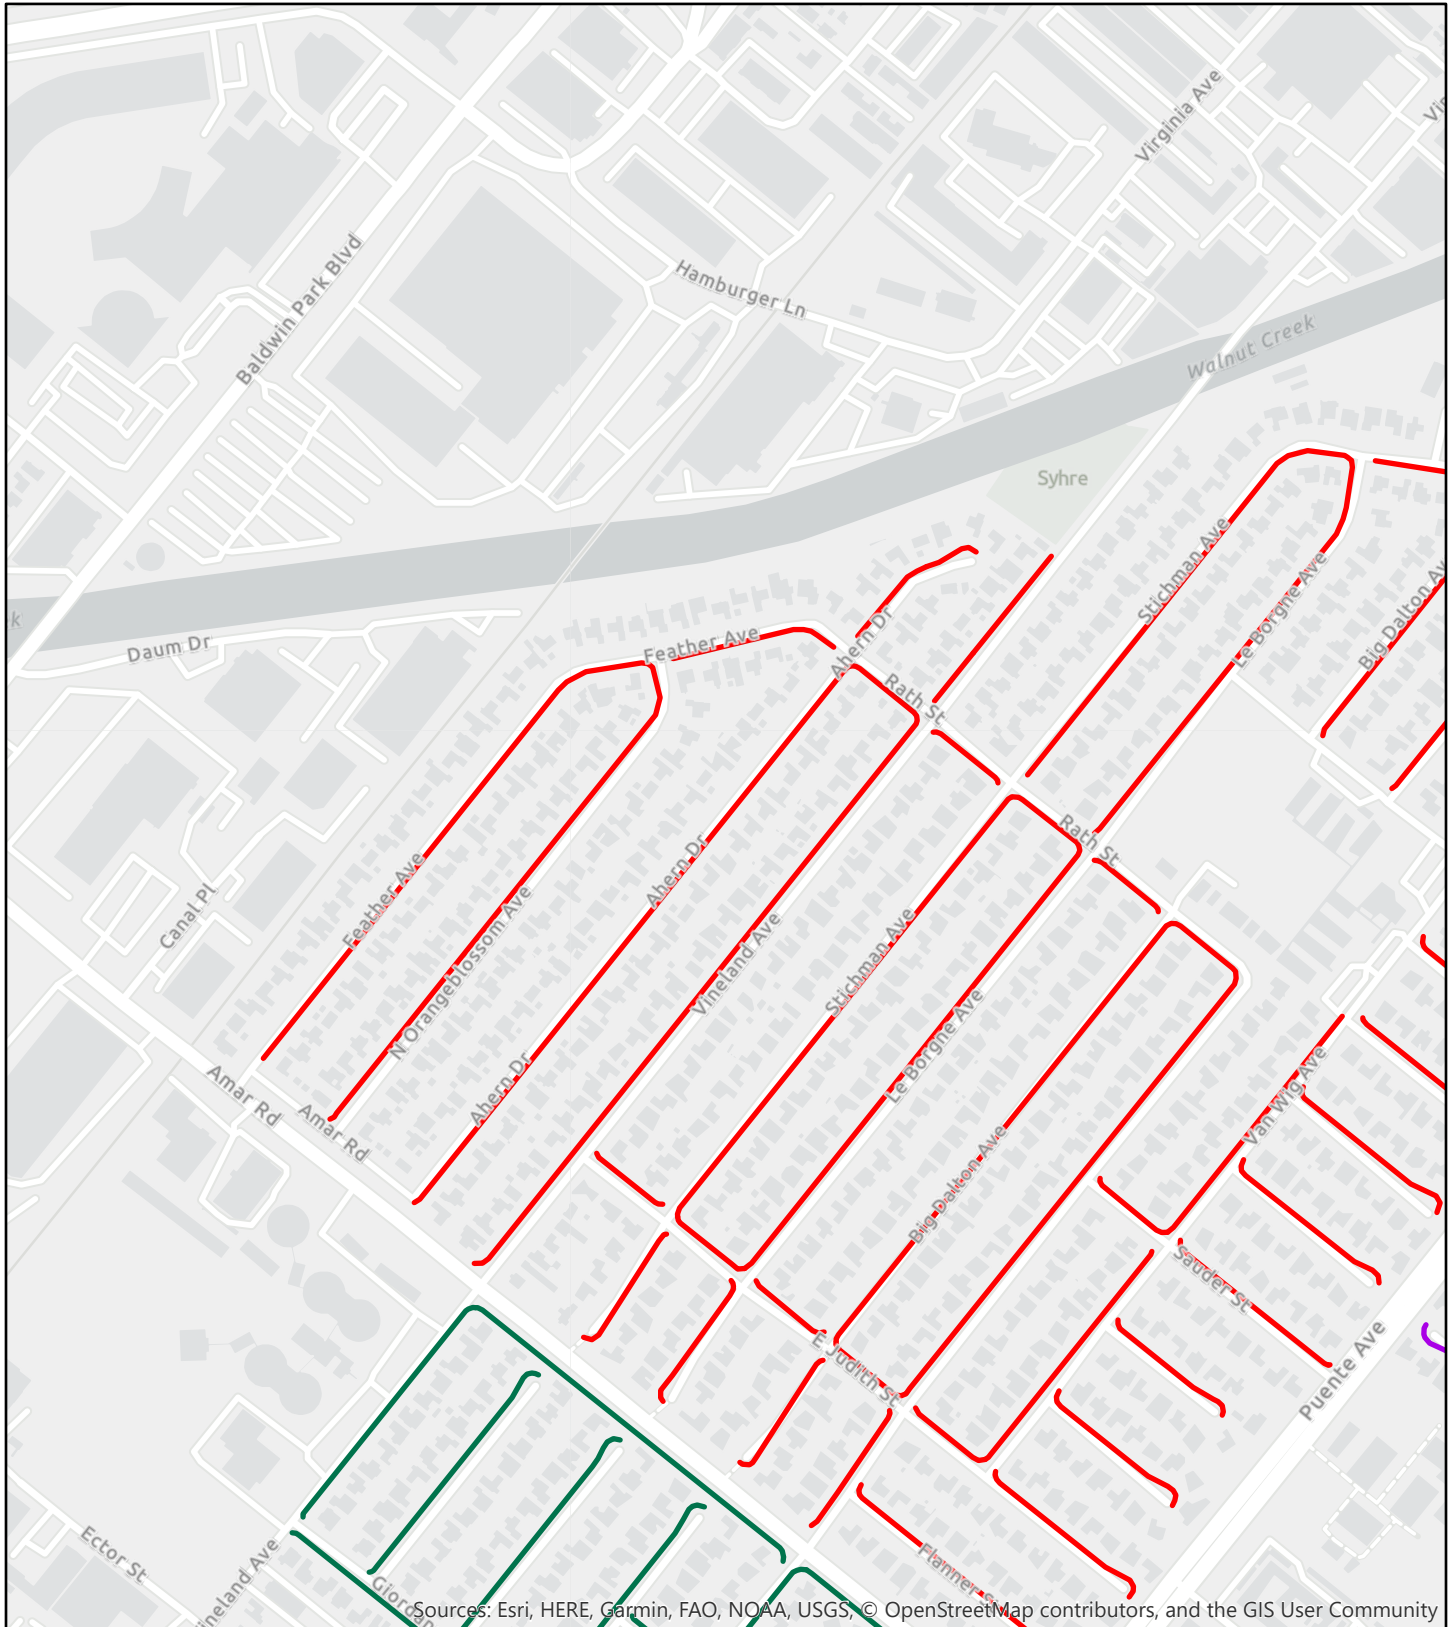 Virginia Ave
Baldwin Park Blvd
Hamburger Ln
Walnut Creek
Syhre
Stichman Ave
Le Borgne Ave
Big Dalton Av
Daum Dr
Feather Ave
Ahern Dr
Rath St
Rath St
Feather Ave
Ahern Dr
Canal Pl
N Orangeblossom Ave
Vineland Ave
Stichman Ave
Le Borgne Ave
Amar Rd
Amar Rd
Ahern Dr
Van Wig Ave
Big Dalton Ave
Sauder St
E Judith St
Puente Ave
Ector St
ineland Ave
Flanner
Sources: Esri, HERE, Garmin, FAO, NOAA, USGS, © OpenStreetMap contributors, and the GIS User Community